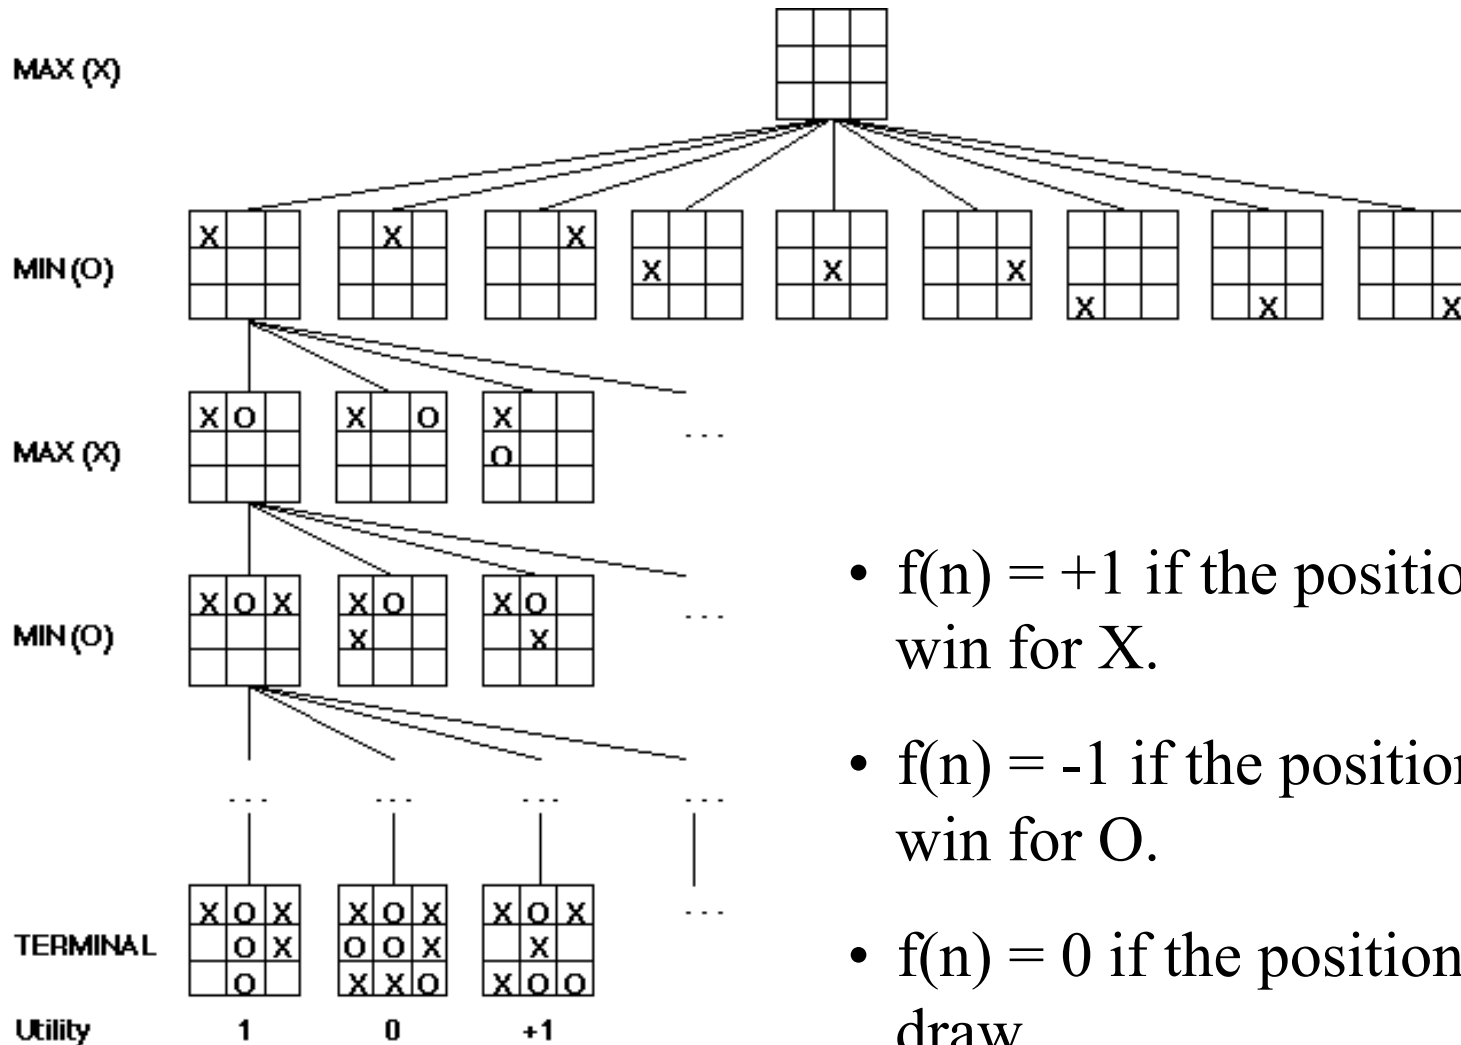 MAX (X)
X X X X X X X X X
MIN (O)
X O X O X
MAX (X)
O
X O X X O X O
MIN (O)
X X
• f(n) = +1 if the positio
win for X.
• f(n) = -1 if the position
win for O.
... ... ... ...
X O X X O X X O X ...
TERMINAL
O X O O X X
O X X O X O O
• f(n) = 0 if the position
draw
Utility 1 0 +1